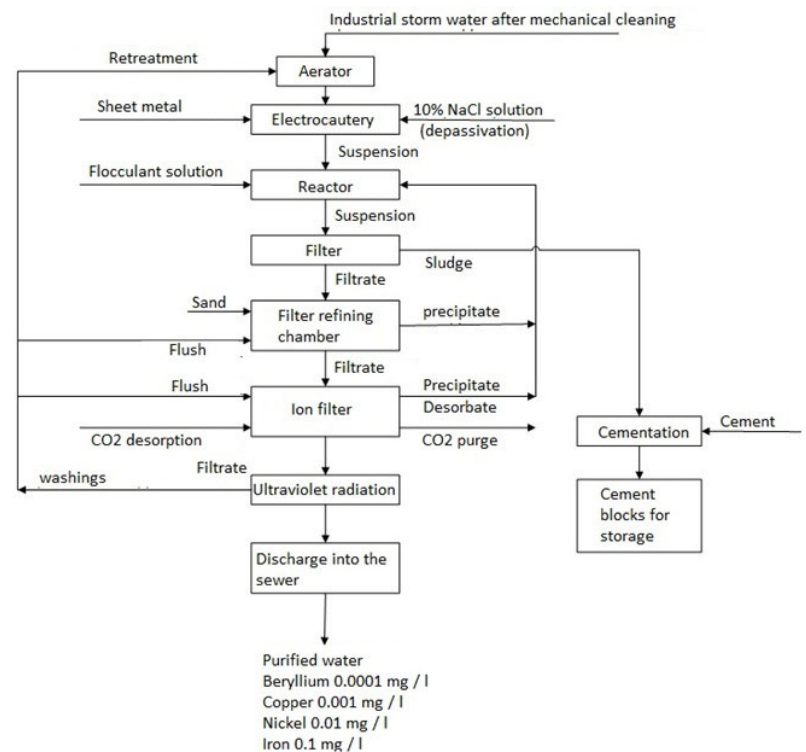 Industrial storm water after mechanical cleaning
Retreatment
Aerator
Sheet metal
Electrocautery
10% NaCl solution
(depassivation)
Suspension
Flocculant solution
Reactor
Suspension
Filter
Sludge
Filtrate
Sand
Filter refining
chamber
precipitate
Flush
Filtrate
Flush
Ion filter
Precipitate
Desorbate
CO2 desorption
CO2 purge
Cementation
Cement
Filtrate
washings
Ultraviolet radiation
Cement
blocks for
storage
Discharge into the
sewer
Purified water
Beryllium 0.0001 mg / l
Copper 0.001 mg / l
Nickel 0.01 mg / l
Iron 0.1 mg / l